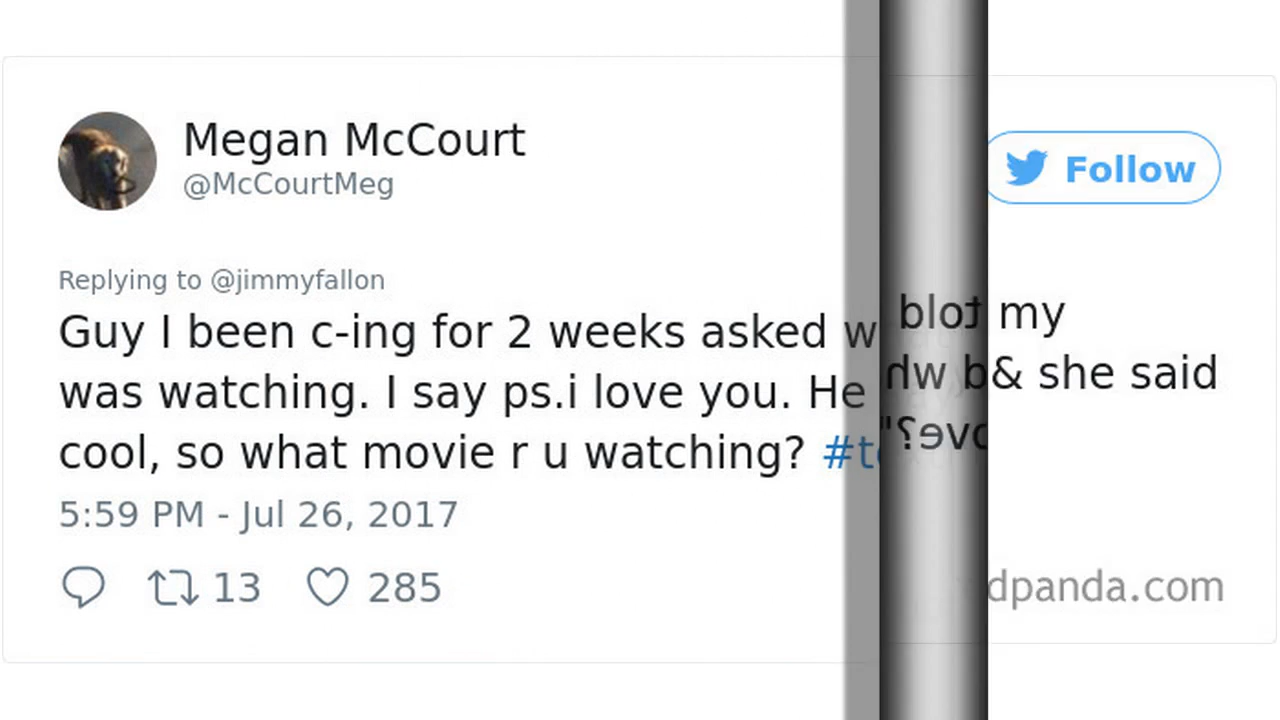 Megan McCourt
@McCourtMeg
Follow
Replying to @jimmyfallon
Guy I been c-ing for 2 weeks asked my
was watching. I say ps.i love you. He & she said
cool, so what movie r u watching?
5:59 PM - Jul 26, 2017
13 285
dpanda.com